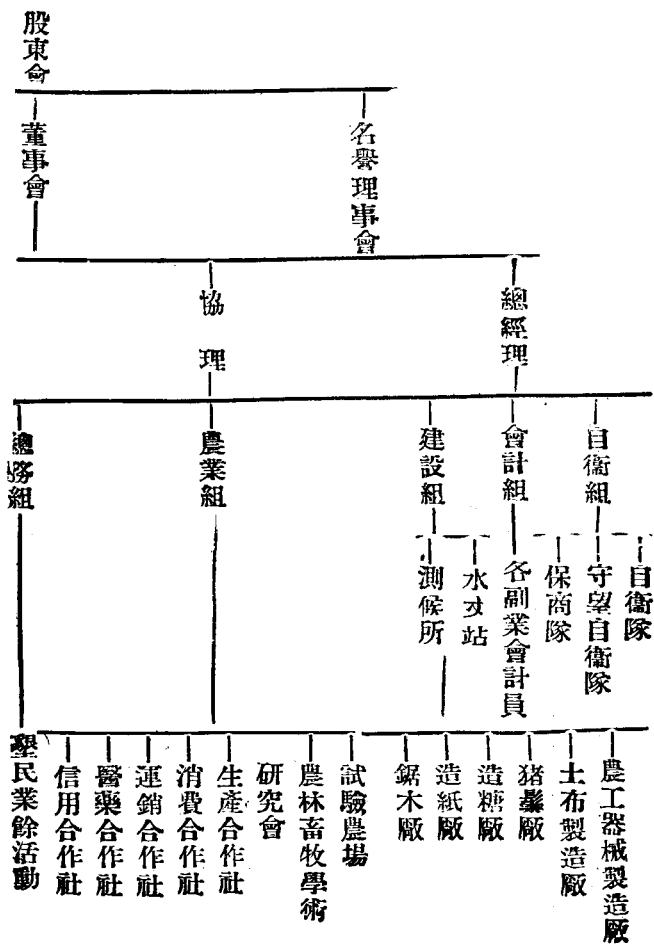 股東會
名譽理事會
董事會
總經理
協理
自衞組
會計組
建設組
農業組
總務組
自衞隊
守望自衞隊
保商隊
各副業會計員
水文站
測候所
農工器械製造廠
土布製造廠
猪鬃廠
造糖廠
造紙廠
鋸木廠
試驗農場
農林畜牧學術
研究會
生產合作社
消費合作社
運銷合作社
醫藥合作社
信用合作社
墾民業餘活動